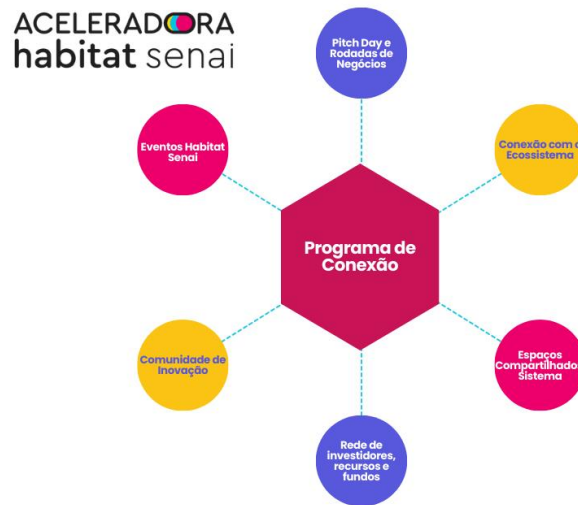 ACELERADORA
habitat senai
Pitch Day e
Rodadas de
Negócios
Eventos Habitat
Senai
Conexão com o
Ecossistema
Programa de
Conexão
Comunidade de
Inovação
Espaços
Sistema
Rede de
investidores,
recursos e
fundos